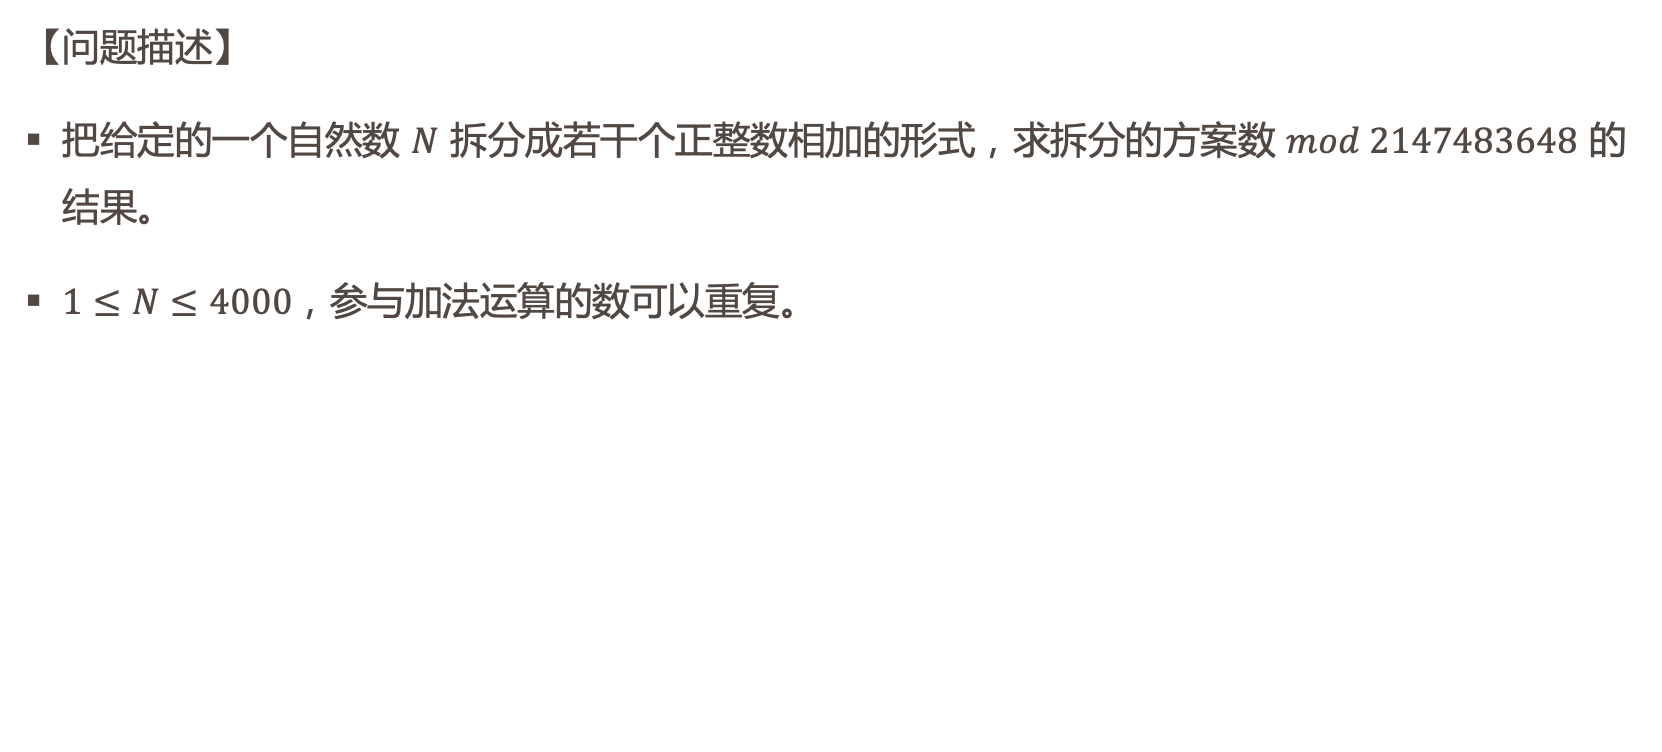 【问题描述】
▪ 把给定的一个自然数 N 拆分成若干个正整数相加的形式，求拆分的方案数 mod 2147483648 的
结果。
▪ 1 ≤ N ≤ 4000，参与加法运算的数可以重复。